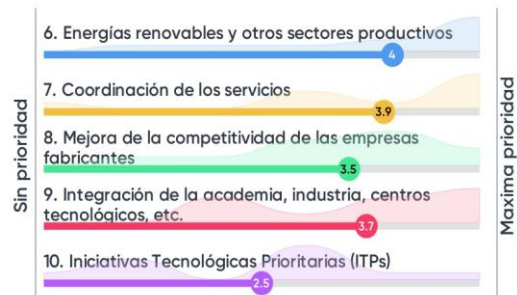 6. Energías renovables y otros sectores productivos
4
7. Coordinación de los servicios
3.9
8. Mejora de la competitividad de las empresas
fabricantes
3.5
9. Integración de la academia, industria, centros
tecnológicos, etc.
3.7
10. Iniciativas Tecnológicas Prioritarias (ITPs)
2.5
Sin prioridad
Maxima prioridad